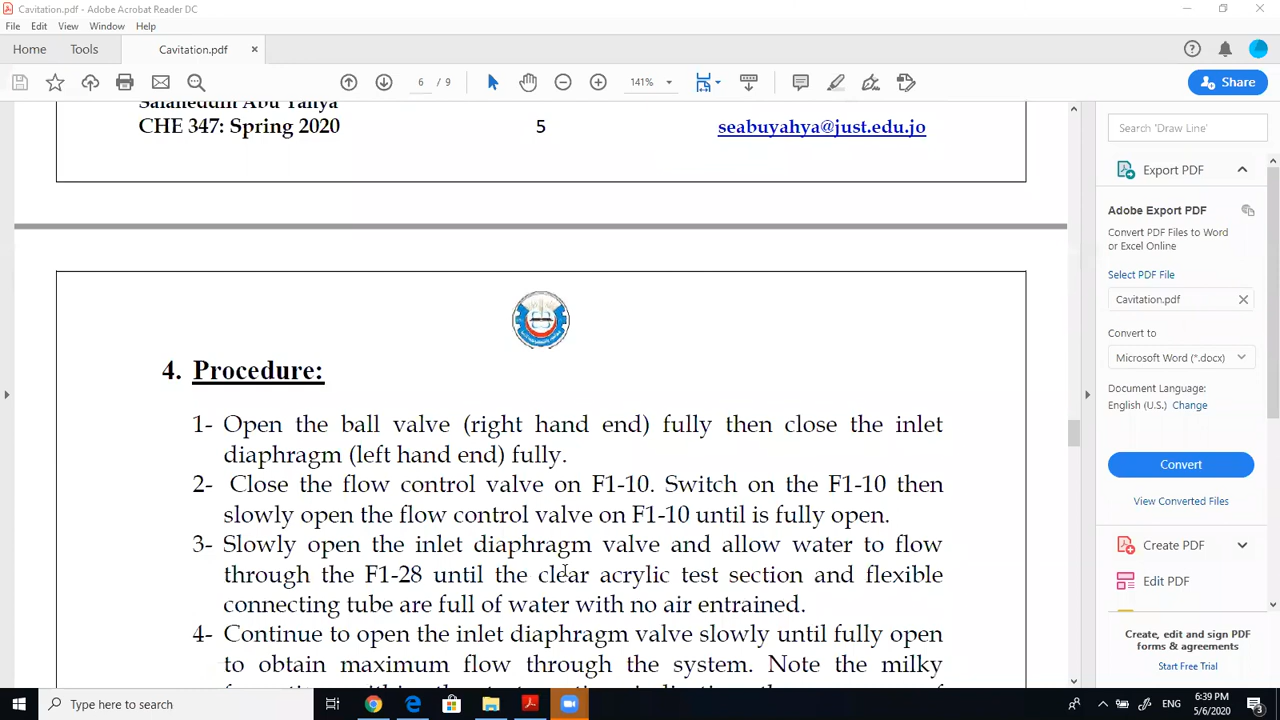 Cavitation.pdf - Adobe Acrobat Reader DC
File Edit View Window Help
Home Tools Cavitation.pdf
6 / 9 141% Share
Salaheddin Abu Yahya
CHE 347: Spring 2020 5 seabuyahya@just.edu.jo
4. Procedure:
1- Open the ball valve (right hand end) fully then close the inlet
diaphragm (left hand end) fully.
2- Close the flow control valve on F1-10. Switch on the F1-10 then
slowly open the flow control valve on F1-10 until is fully open.
3- Slowly open the inlet diaphragm valve and allow water to flow
through the F1-28 until the clear acrylic test section and flexible
connecting tube are full of water with no air entrained.
4- Continue to open the inlet diaphragm valve slowly until fully open
to obtain maximum flow through the system. Note the milky
Search 'Draw Line'
Export PDF
Adobe Export PDF
Convert PDF Files to Word
or Excel Online
Select PDF File
Cavitation.pdf
Convert to
Microsoft Word (*.docx)
Document Language:
English (U.S.) Change
Convert
View Converted Files
Create PDF
Edit PDF
Create, edit and sign PDF
forms & agreements
Start Free Trial
Type here to search
ENG
6:39 PM
5/6/2020
3